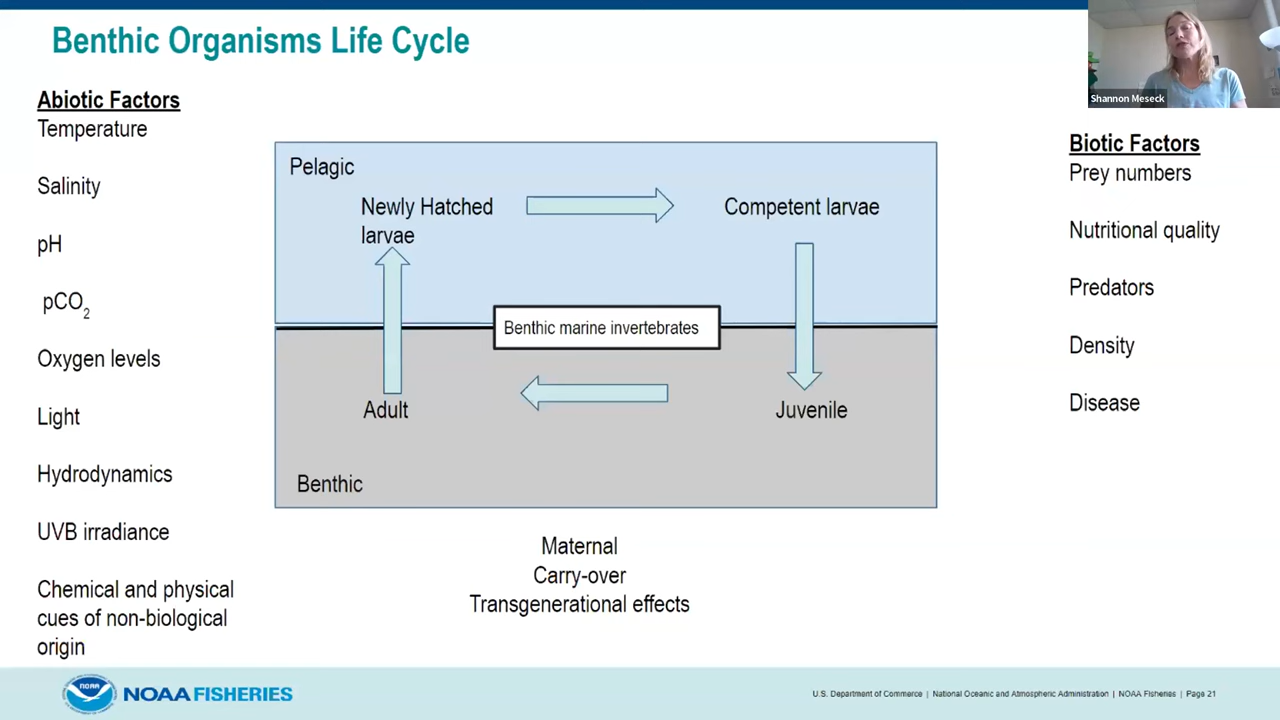 Benthic Organisms Life Cycle
Shannon Meseck
Abiotic Factors
Temperature
Salinity
pH
pCO₂
Oxygen levels
Light
Hydrodynamics
UVB irradiance
Chemical and physical
cues of non-biological
origin
Pelagic
Newly Hatched
larvae
Competent larvae
Benthic marine invertebrates
Adult
Juvenile
Benthic
Maternal
Carry-over
Transgenerational effects
Biotic Factors
Prey numbers
Nutritional quality
Predators
Density
Disease
NOAA
NOAA FISHERIES
U.S. Department of Commerce | National Oceanic and Atmospheric Administration | NOAA Fisheries | Page 21